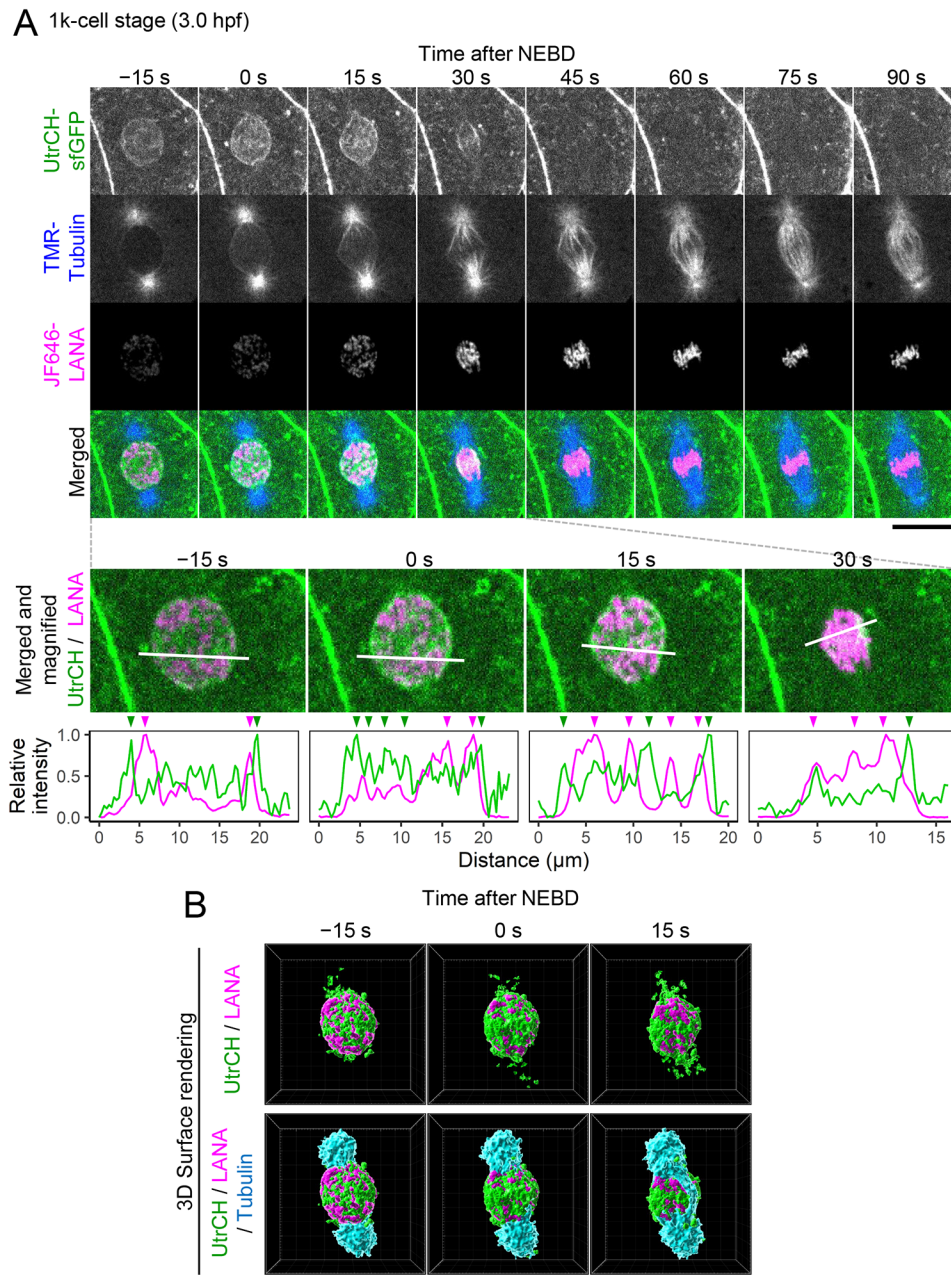 A 1k-cell stage (3.0 hpf)
Time after NEBD
−15 s 0 s 15 s 30 s 45 s 60 s 75 s 90 s
UtrCH-
sfGFP
TMR-
Tubulin
JF646-
LANA
Merged
−15 s 0 s 15 s 30 s
Merged and
magnified
UtrCH / LANA
Relative
intensity
1.0
0.5
0.0
0 5 10 15 20 0 5 10 15 20 0 5 10 15 20 0 5 10 15
Distance (µm)
B
Time after NEBD
−15 s 0 s 15 s
3D Surface rendering
UtrCH / LANA
UtrCH / LANA
/ Tubulin